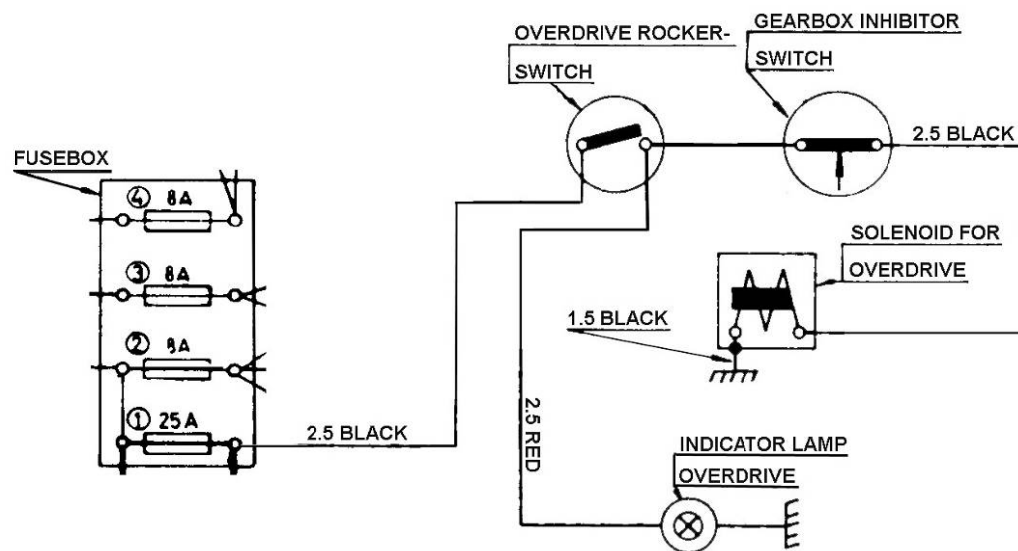 OVERDRIVE ROCKER-
SWITCH
GEARBOX INHIBITOR
SWITCH
2.5 BLACK
FUSEBOX
④ 8A
③ 8A
② 8A
① 25A
2.5 BLACK
SOLENOID FOR
OVERDRIVE
1.5 BLACK
2.5 RED
INDICATOR LAMP
OVERDRIVE